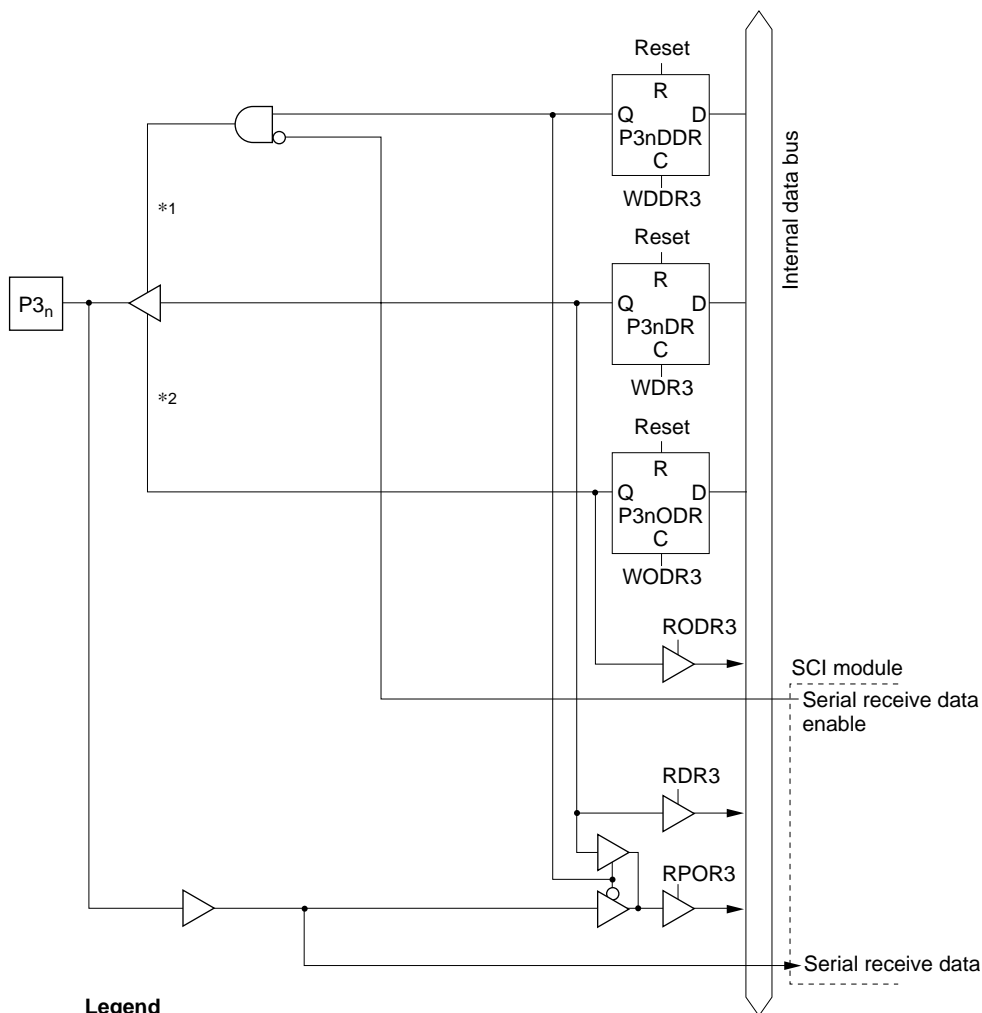 Reset
R
Q D
P3nDDR
C
WDDR3
Internal data bus
*1
Reset
R
P3n
Q D
P3nDR
C
WDR3
*2
Reset
R
Q D
P3nODR
C
WODR3
RODR3
SCI module
Serial receive data
enable
RDR3
RPOR3
Serial receive data
Legend